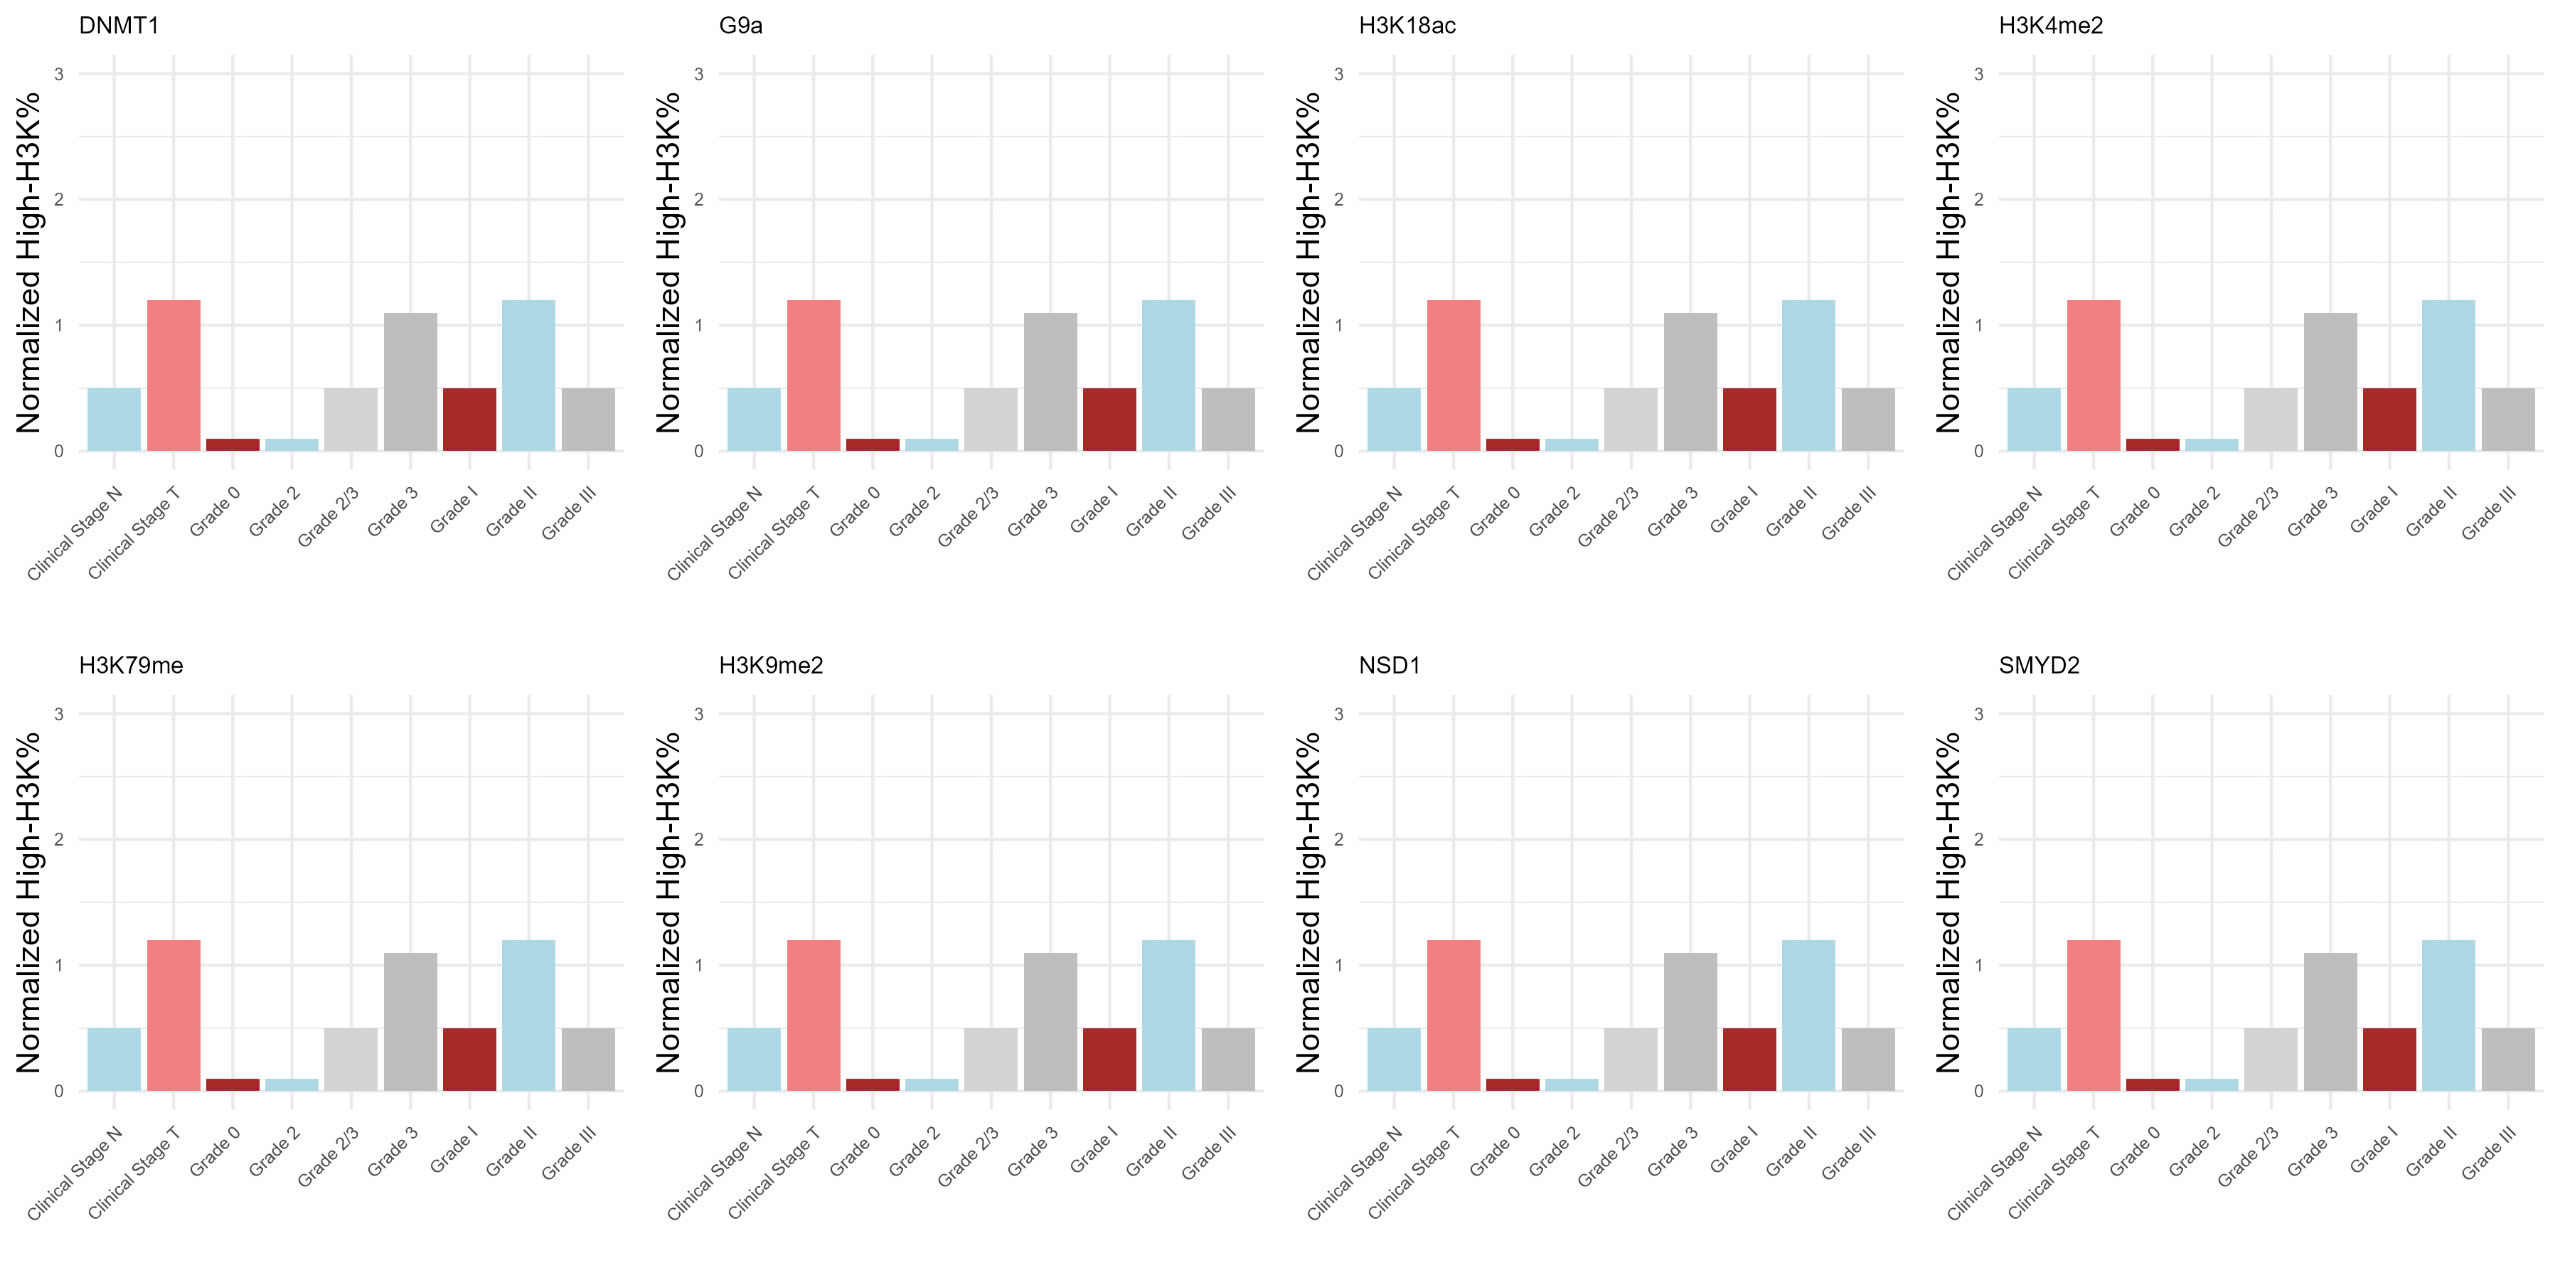 DNMT1
Normalized High-H3K%
3
2
1
0
Clinical Stage N
Clinical Stage T
Grade 0
Grade 2
Grade 2/3
Grade 3
Grade I
Grade II
Grade III
G9a
Normalized High-H3K%
3
2
1
0
Clinical Stage N
Clinical Stage T
Grade 0
Grade 2
Grade 2/3
Grade 3
Grade I
Grade II
Grade III
H3K18ac
Normalized High-H3K%
3
2
1
0
Clinical Stage N
Clinical Stage T
Grade 0
Grade 2
Grade 2/3
Grade 3
Grade I
Grade II
Grade III
H3K4me2
Normalized High-H3K%
3
2
1
0
Clinical Stage N
Clinical Stage T
Grade 0
Grade 2
Grade 2/3
Grade 3
Grade I
Grade II
Grade III
H3K79me
Normalized High-H3K%
3
2
1
0
Clinical Stage N
Clinical Stage T
Grade 0
Grade 2
Grade 2/3
Grade 3
Grade I
Grade II
Grade III
H3K9me2
Normalized High-H3K%
3
2
1
0
Clinical Stage N
Clinical Stage T
Grade 0
Grade 2
Grade 2/3
Grade 3
Grade I
Grade II
Grade III
NSD1
Normalized High-H3K%
3
2
1
0
Clinical Stage N
Clinical Stage T
Grade 0
Grade 2
Grade 2/3
Grade 3
Grade I
Grade II
Grade III
SMYD2
Normalized High-H3K%
3
2
1
0
Clinical Stage N
Clinical Stage T
Grade 0
Grade 2
Grade 2/3
Grade 3
Grade I
Grade II
Grade III